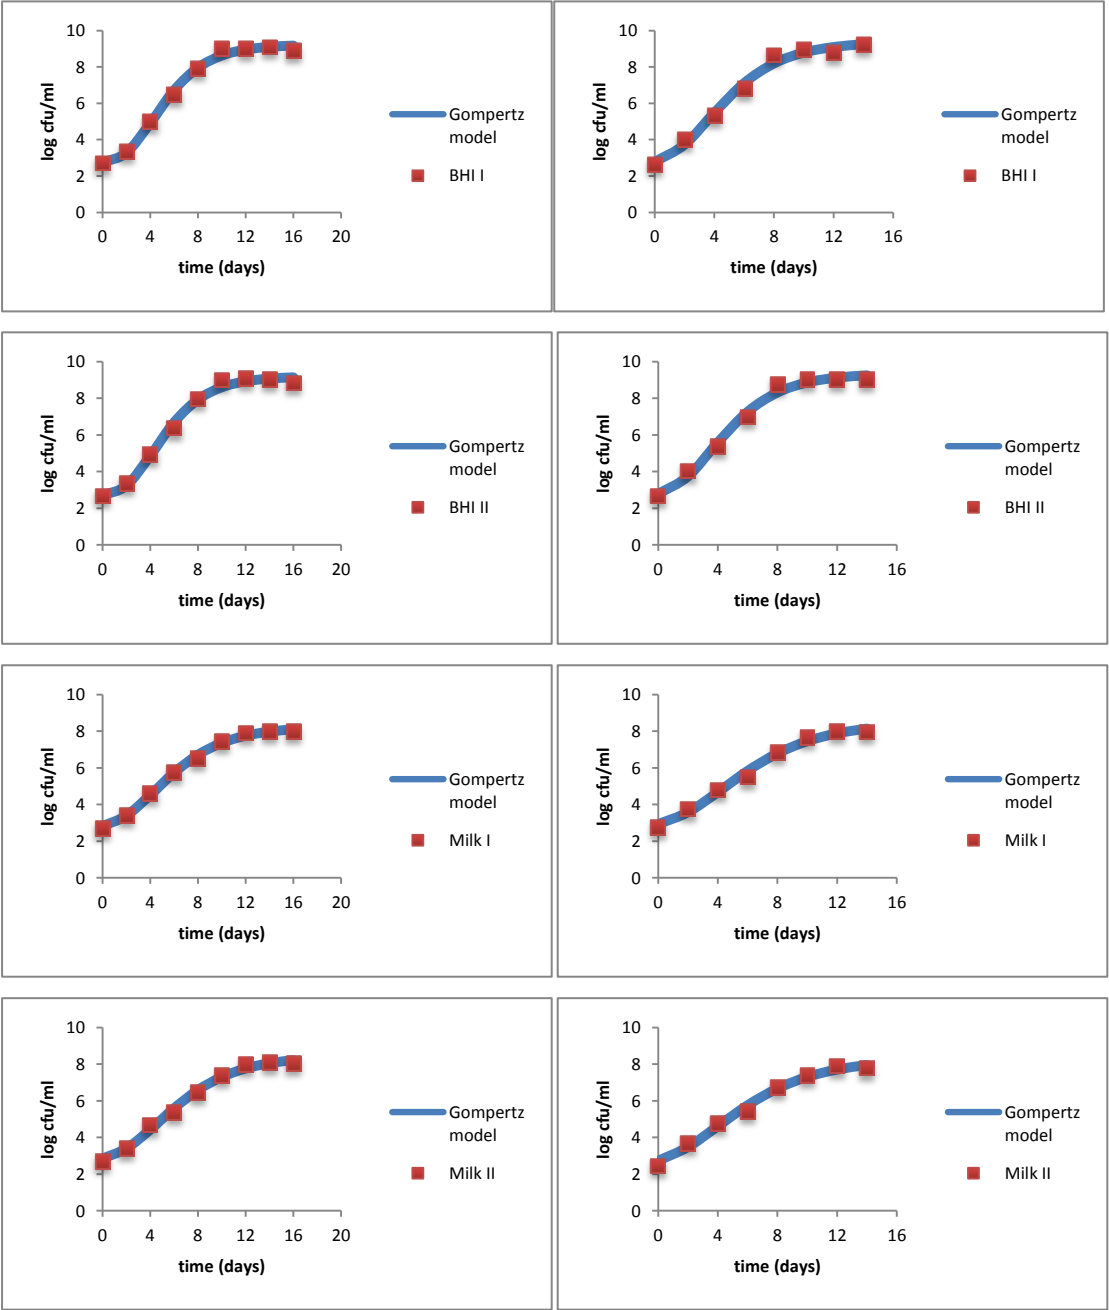 10
8
6
4
2
0
log cfu/ml
0 4 8 12 16 20
time (days)
Gompertz
model
BHI I
10
8
6
4
2
0
log cfu/ml
0 4 8 12 16
time (days)
Gompertz
model
BHI I
10
8
6
4
2
0
log cfu/ml
0 4 8 12 16 20
time (days)
Gompertz
model
BHI II
10
8
6
4
2
0
log cfu/ml
0 4 8 12 16
time (days)
Gompertz
model
BHI II
10
8
6
4
2
0
log cfu/ml
0 4 8 12 16 20
time (days)
Gompertz
model
Milk I
10
8
6
4
2
0
log cfu/ml
0 4 8 12 16
time (days)
Gompertz
model
Milk I
10
8
6
4
2
0
log cfu/ml
0 4 8 12 16 20
time (days)
Gompertz
model
Milk II
10
8
6
4
2
0
log cfu/ml
0 4 8 12 16
time (days)
Gompertz
model
Milk II